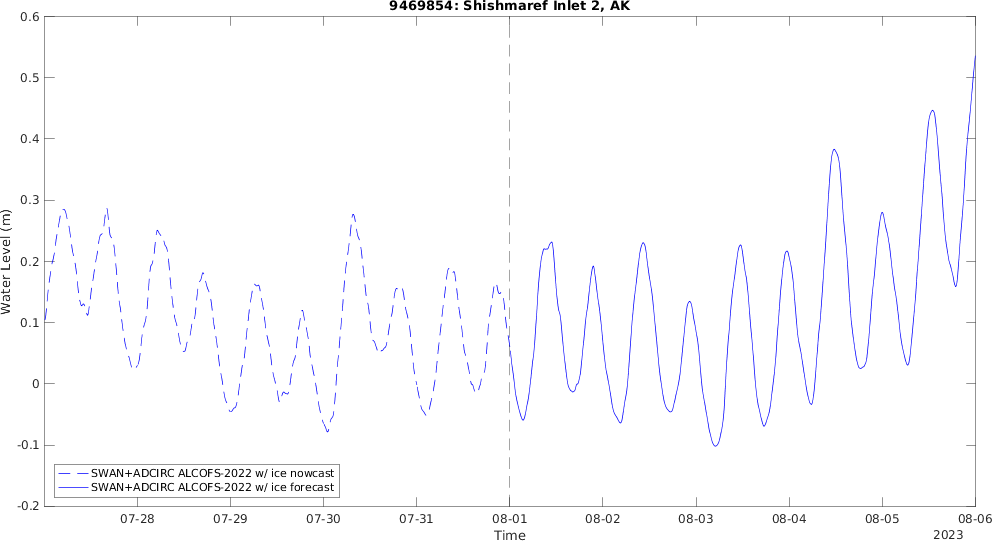 9469854: Shishmaref Inlet 2, AK
Water Level (m)
0.6
0.5
0.4
0.3
0.2
0.1
0
-0.1
-0.2
SWAN+ADCIRC ALCOFS-2022 w/ ice nowcast
SWAN+ADCIRC ALCOFS-2022 w/ ice forecast
07-28 07-29 07-30 07-31 08-01 08-02 08-03 08-04 08-05 08-06
Time
2023